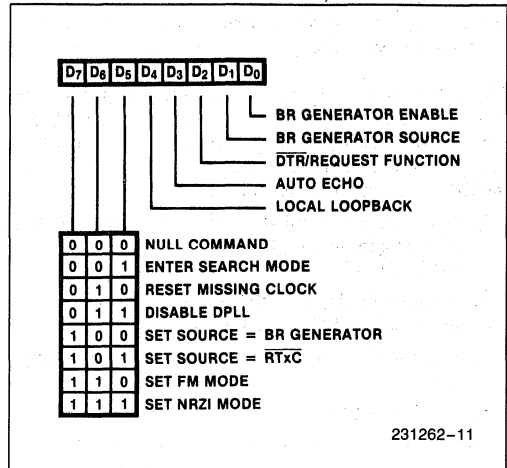 D7 D6 D5 D4 D3 D2 D1 D0
BR GENERATOR ENABLE
BR GENERATOR SOURCE
DTR/REQUEST FUNCTION
AUTO ECHO
LOCAL LOOPBACK
0 0 0 NULL COMMAND
0 0 1 ENTER SEARCH MODE
0 1 0 RESET MISSING CLOCK
0 1 1 DISABLE DPLL
1 0 0 SET SOURCE = BR GENERATOR
1 0 1 SET SOURCE = RTxC
1 1 0 SET FM MODE
1 1 1 SET NRZI MODE
231262–11